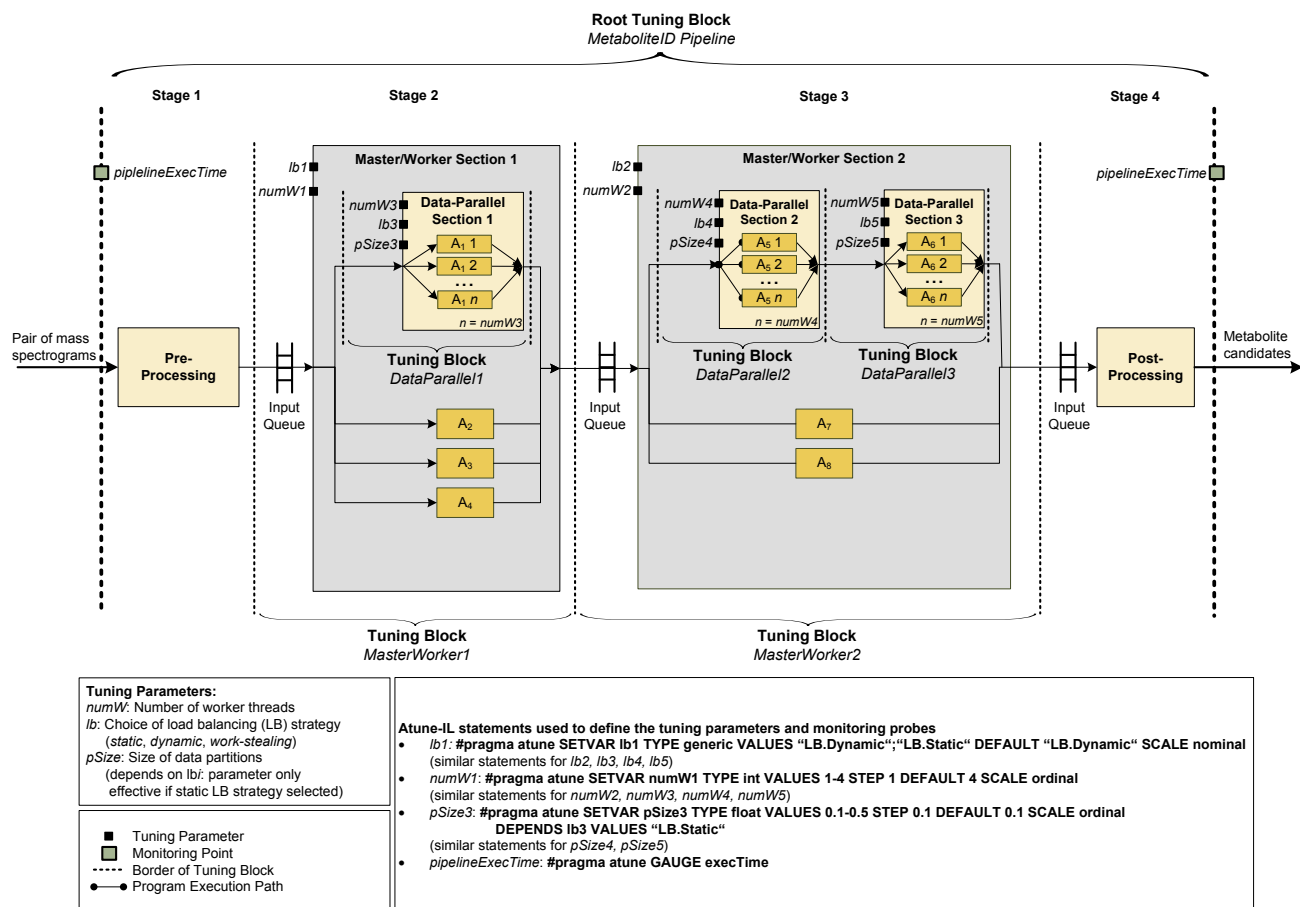 Root Tuning Block
MetaboliteID Pipeline
Stage 1
Stage 2
Stage 3
Stage 4
piplelineExecTime
lb1
numW1
Master/Worker Section 1
numW3
lb3
pSize3
Data-Parallel
Section 1
A1 1
A1 2
...
A1 n
n = numW3
Tuning Block
DataParallel1
lb2
numW2
Master/Worker Section 2
numW4
lb4
pSize4
Data-Parallel
Section 2
A5 1
A5 2
...
A5 n
n = numW4
Tuning Block
DataParallel2
numW5
lb5
pSize5
Data-Parallel
Section 3
A6 1
A6 2
...
A6 n
n = numW5
Tuning Block
DataParallel3
pipelineExecTime
Pair of mass
spectrograms
Pre-
Processing
Input
Queue
A2
A3
A4
Input
Queue
A7
A8
Input
Queue
Post-
Processing
Metabolite
candidates
Tuning Block
MasterWorker1
Tuning Block
MasterWorker2
Tuning Parameters:
numW: Number of worker threads
lb: Choice of load balancing (LB) strategy
(static, dynamic, work-stealing)
pSize: Size of data partitions
(depends on lbi: parameter only
effective if static LB strategy selected)
Tuning Parameter
Monitoring Point
Border of Tuning Block
Program Execution Path
Atune-IL statements used to define the tuning parameters and monitoring probes
• lb1: #pragma atune SETVAR lb1 TYPE generic VALUES “LB.Dynamic“;“LB.Static“ DEFAULT “LB.Dynamic“ SCALE nominal
(similar statements for lb2, lb3, lb4, lb5)
• numW1: #pragma atune SETVAR numW1 TYPE int VALUES 1-4 STEP 1 DEFAULT 4 SCALE ordinal
(similar statements for numW2, numW3, numW4, numW5)
• pSize3: #pragma atune SETVAR pSize3 TYPE float VALUES 0.1-0.5 STEP 0.1 DEFAULT 0.1 SCALE ordinal
DEPENDS lb3 VALUES “LB.Static“
(similar statements for pSize4, pSize5)
• pipelineExecTime: #pragma atune GAUGE execTime